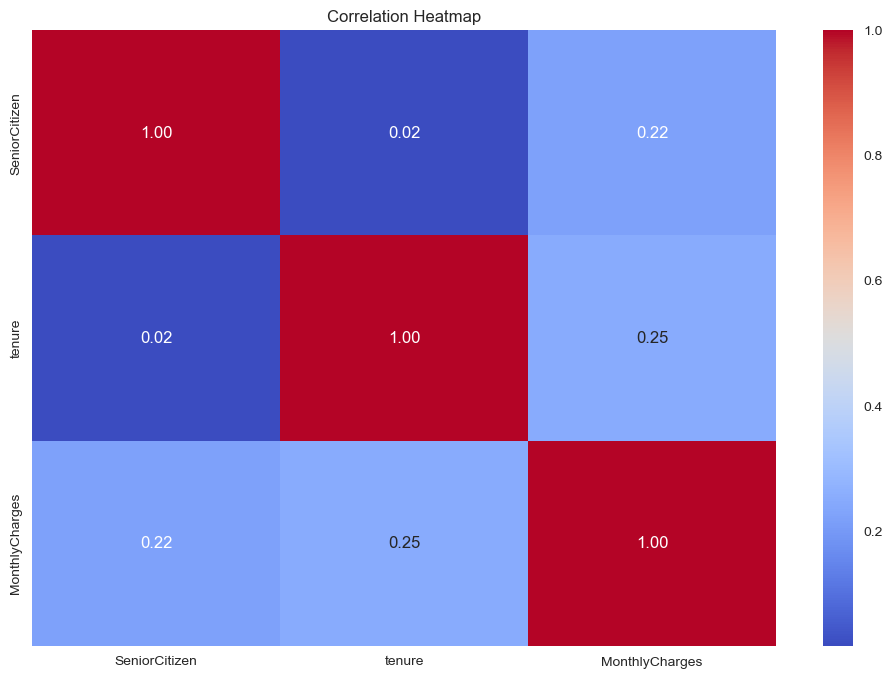 Correlation Heatmap
SeniorCitizen
1.00
0.02
0.22
tenure
0.02
1.00
0.25
MonthlyCharges
0.22
0.25
1.00
SeniorCitizen
tenure
MonthlyCharges
1.0
0.8
0.6
0.4
0.2